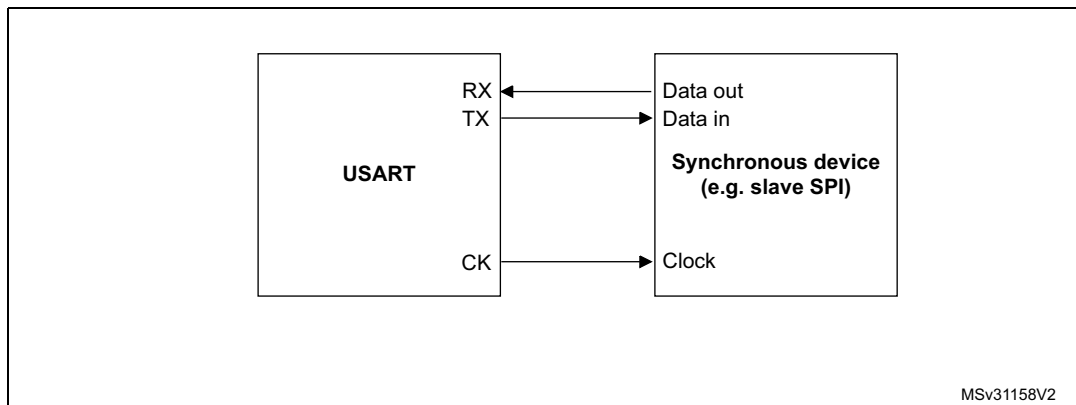 RX
TX
USART
CK
Data out
Data in
Synchronous device
(e.g. slave SPI)
Clock
MSv31158V2